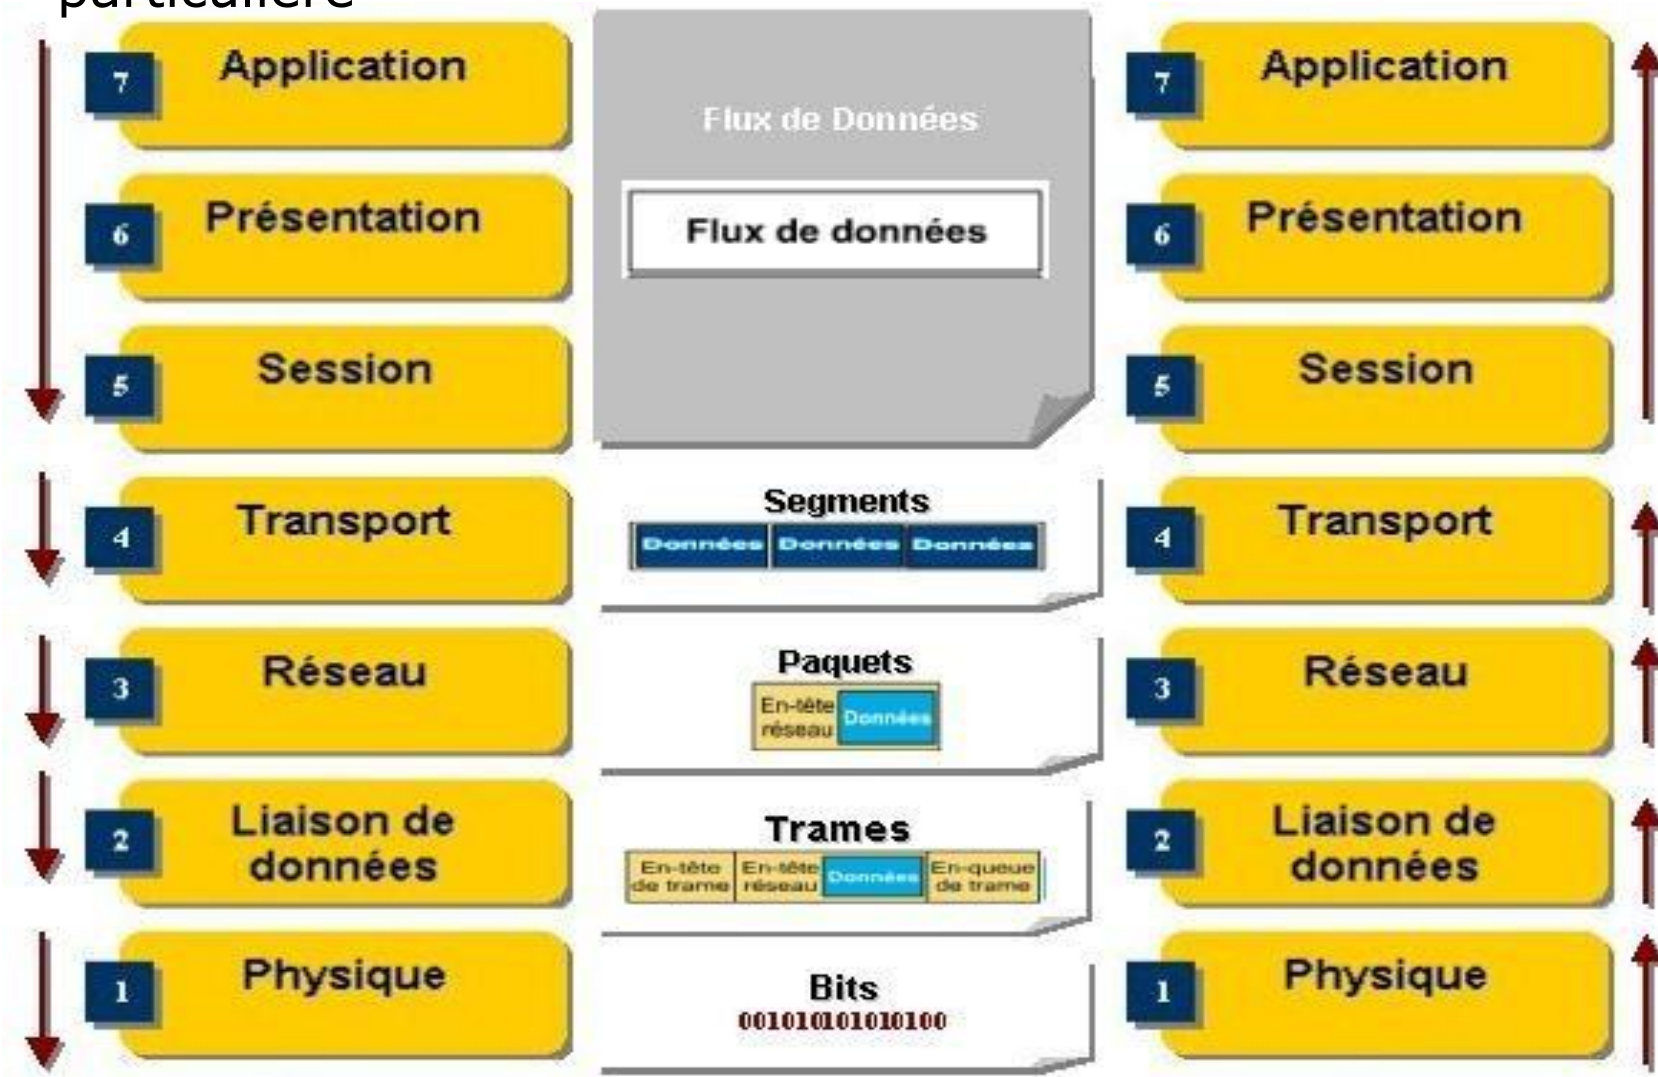 particulière
7
Application
6
Présentation
5
Session
4
Transport
3
Réseau
2
Liaison de
données
1
Physique
Flux de Données
Flux de données
Segments
Données Données Données
Paquets
En-tête
réseau
Données
Trames
En-tête
de trame
En-tête
réseau
Données
En-queue
de trame
Bits
001010101010100
7
Application
6
Présentation
5
Session
4
Transport
3
Réseau
2
Liaison de
données
1
Physique